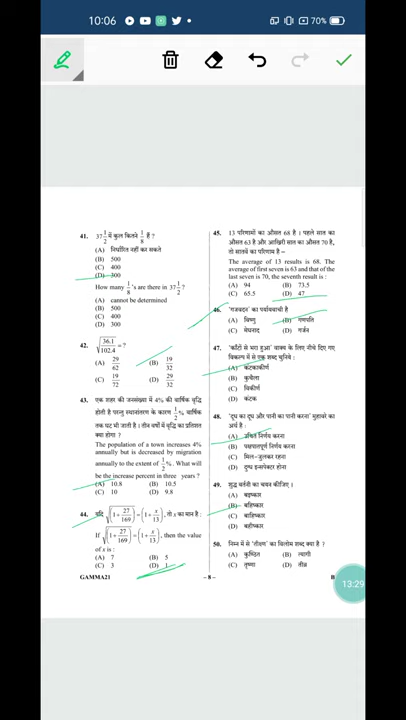 10:06
70%
41. 37 1/2 में कुल कितने 1/8 हैं ?
(A) निर्धारित नहीं कर सकते
(B) 500
(C) 400
(D) 300
How many 1/8's are there in 37 1/2 ?
(A) cannot be determined
(B) 500
(C) 400
(D) 300
42. √(36.1/102.4) = ?
(A) 29/62 (B) 19/32
(C) 19/72 (D) 29/32
43. एक शहर की जनसंख्या में 4% की वार्षिक वृद्धि
होती है परन्तु स्थानांतरण के कारण 1/2% वार्षिक
तक घट भी जाती है । तीन वर्षों में वृद्धि का प्रतिशत
क्या होगा ?
The population of a town increases 4%
annually but is decreased by migration
annually to the extent of 1/2%. What will
be the increase percent in three years ?
(A) 10.8 (B) 10.5
(C) 10 (D) 9.8
44. यदि √(1+27/169) = (1+x/13), तो x का मान है :
If √(1+27/169) = (1+x/13), then the value
of x is :
(A) 7 (B) 5
(C) 3 (D) 1
45. 13 परिणामों का औसत 68 है । पहले सात का
औसत 63 है और आखिरी सात का औसत 70 है,
तो सातवें का परिणाम है –
The average of 13 results is 68. The
average of first seven is 63 and that of the
last seven is 70, the seventh result is :
(A) 94 (B) 73.5
(C) 65.5 (D) 47
46. 'गजवदन' का पर्यायवाची है
(A) विष्णु (B) गणपति
(C) मेघनाद (D) गर्जन
47. 'काँटों से भरा हुआ' वाक्य के लिए नीचे दिए गए
विकल्प में से एक शब्द चुनिये :
(A) कंटकाकीर्ण
(B) कुचैला
(C) विकीर्ण
(D) कंटक
48. 'दूध का दूध और पानी का पानी करना' मुहावरे का
अर्थ है :
(A) उचित निर्णय करना
(B) पक्षपातपूर्ण निर्णय करना
(C) मिल-जुलकर रहना
(D) दुग्ध इन्स्पेक्टर होना
49. शुद्ध वर्तनी का चयन कीजिए ।
(A)
(B) बहिष्कार
(C) बाहिष्कार
(D) बहीष्कार
50. निम्न में से 'तीक्ष्ण' का विलोम शब्द क्या है ?
(A) कुण्ठित (B) त्यागी
(C) तृष्णा (D) तीव्र
GAMMA21 – 8 – B
13:29